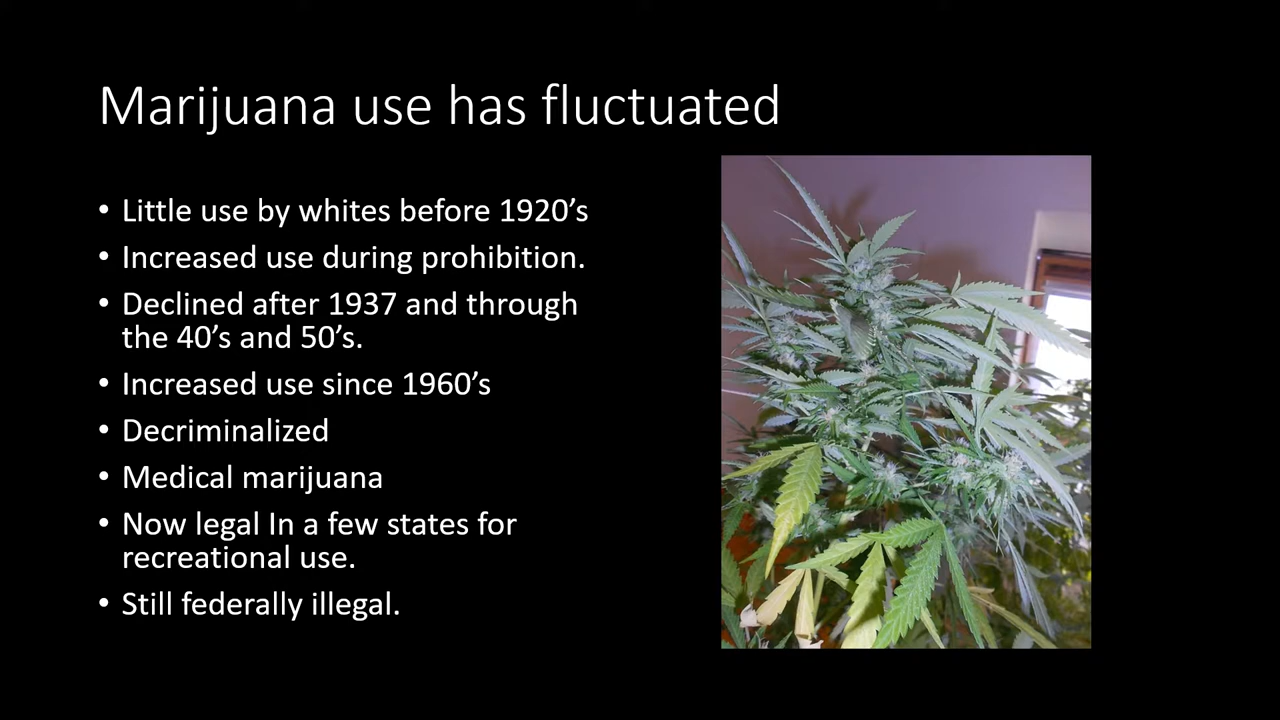 Marijuana use has fluctuated
• Little use by whites before 1920’s
• Increased use during prohibition.
• Declined after 1937 and through
the 40’s and 50’s.
• Increased use since 1960’s
• Decriminalized
• Medical marijuana
• Now legal In a few states for
recreational use.
• Still federally illegal.